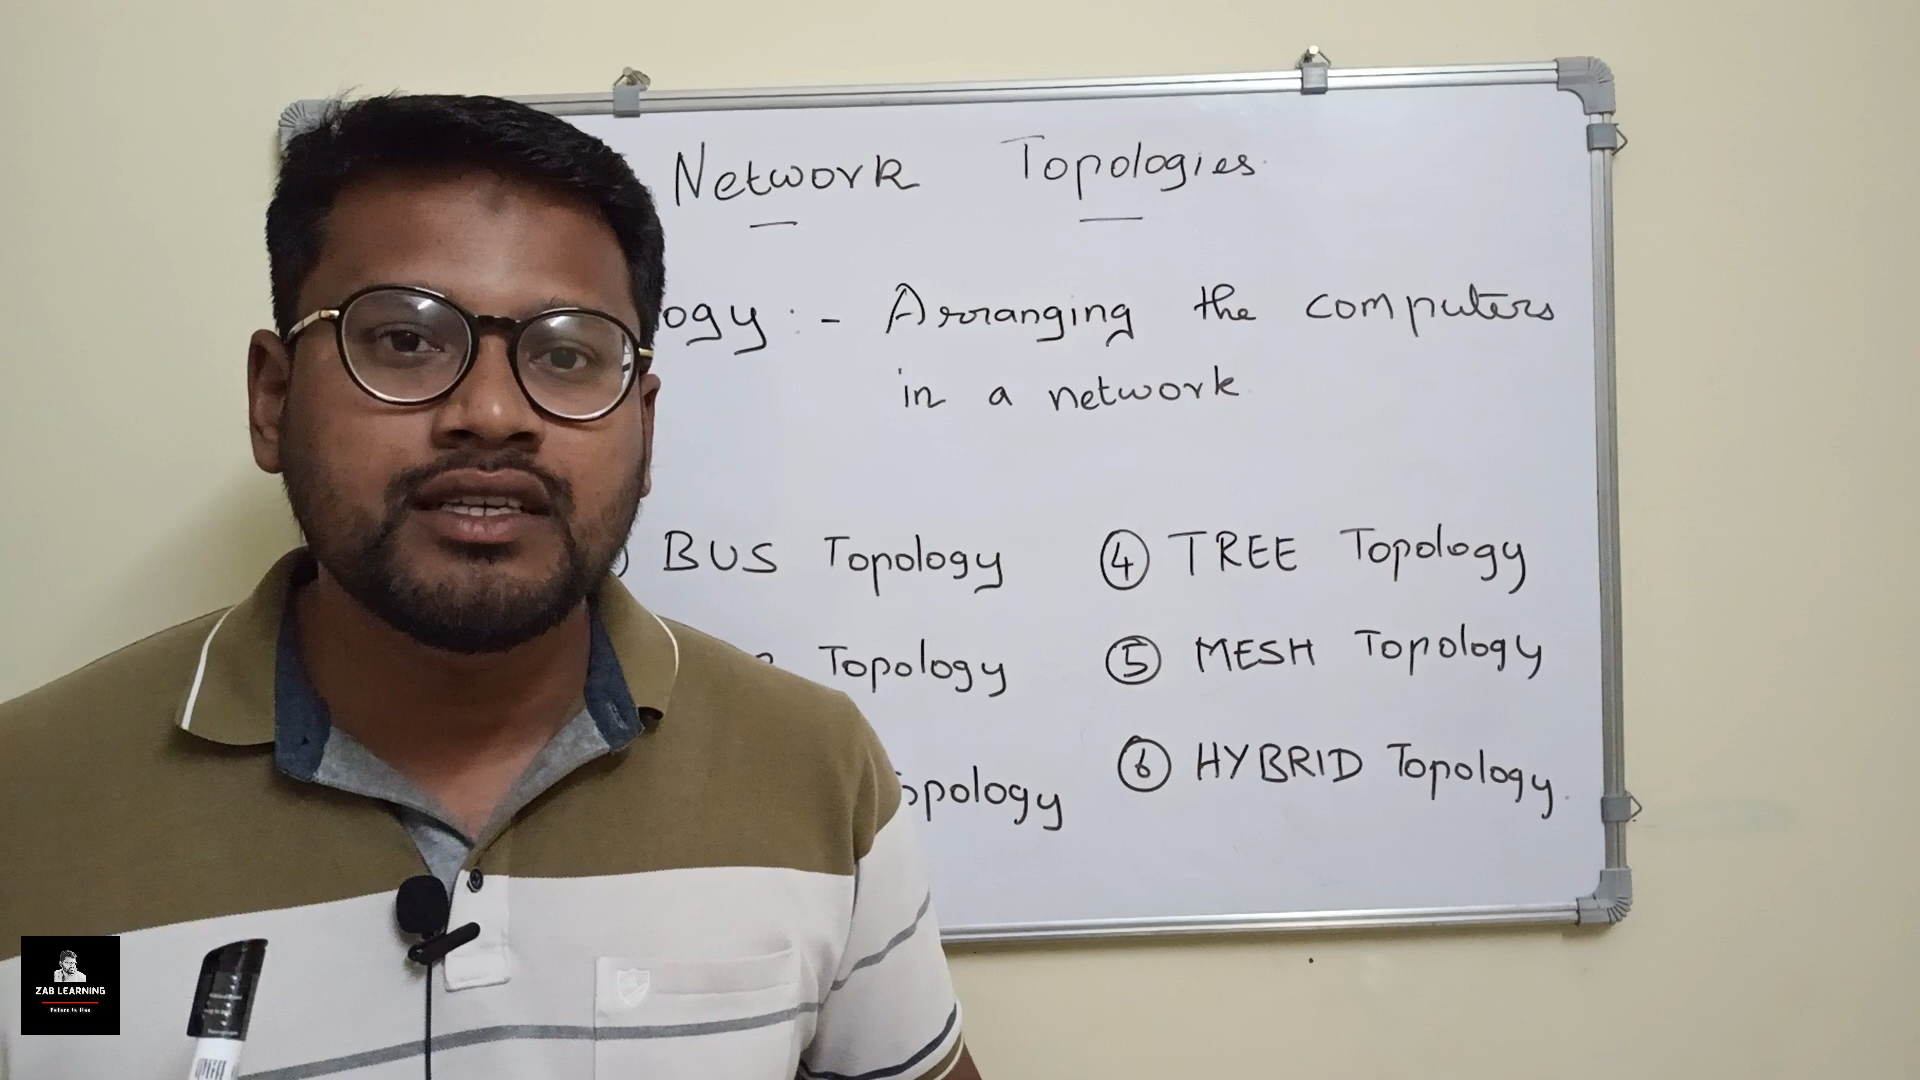 Network Topologies
ogy :- Arranging the computers
in a network
BUS Topology
Topology
opology
④ TREE Topology
⑤ MESH Topology
⑥ HYBRID Topology
ZAB LEARNING